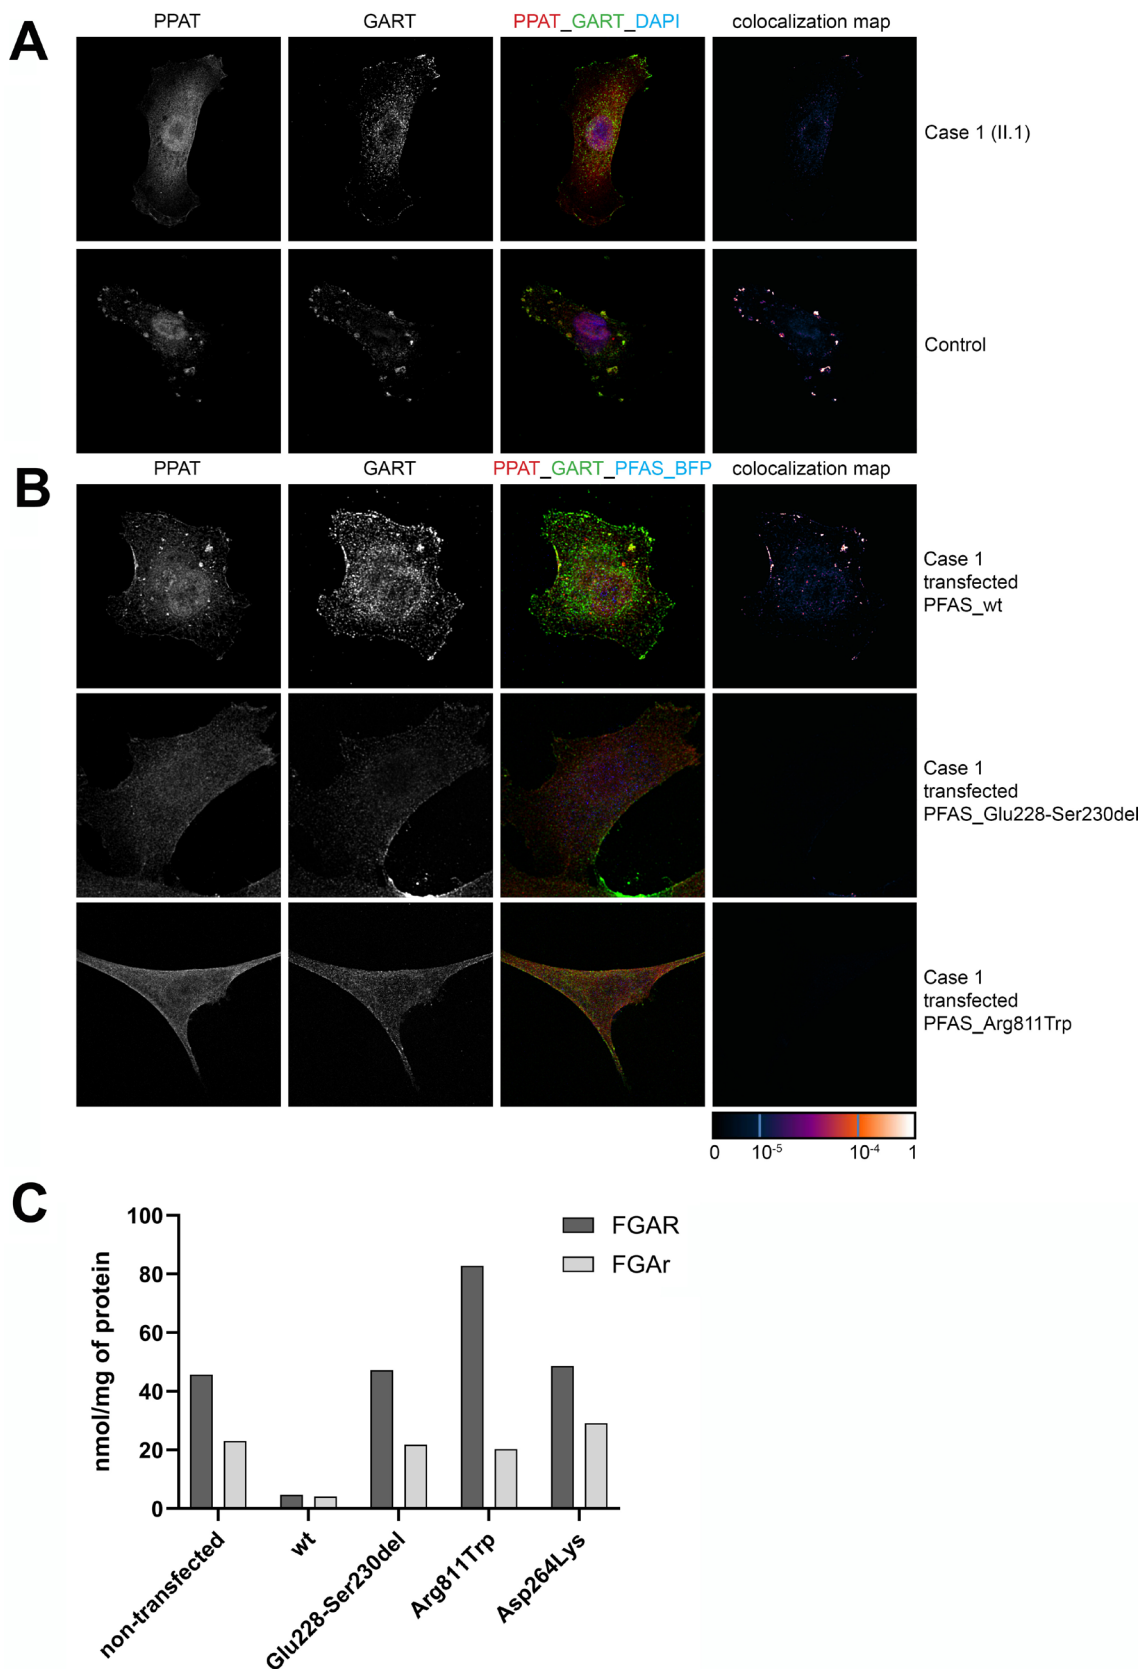 A
PPAT
GART
PPAT_GART_DAPI
colocalization map
Case 1 (II.1)
Control
B
PPAT
GART
PPAT_GART_PFAS_BFP
colocalization map
Case 1
transfected
PFAS_wt
Case 1
transfected
PFAS_Glu228-Ser230del
Case 1
transfected
PFAS_Arg811Trp
0
10-5
10-4
1
C
nmol/mg of protein
100
80
60
40
20
0
FGAR
FGAr
non-transfected
wt
Glu228-Ser230del
Arg811Trp
Asp264Lys